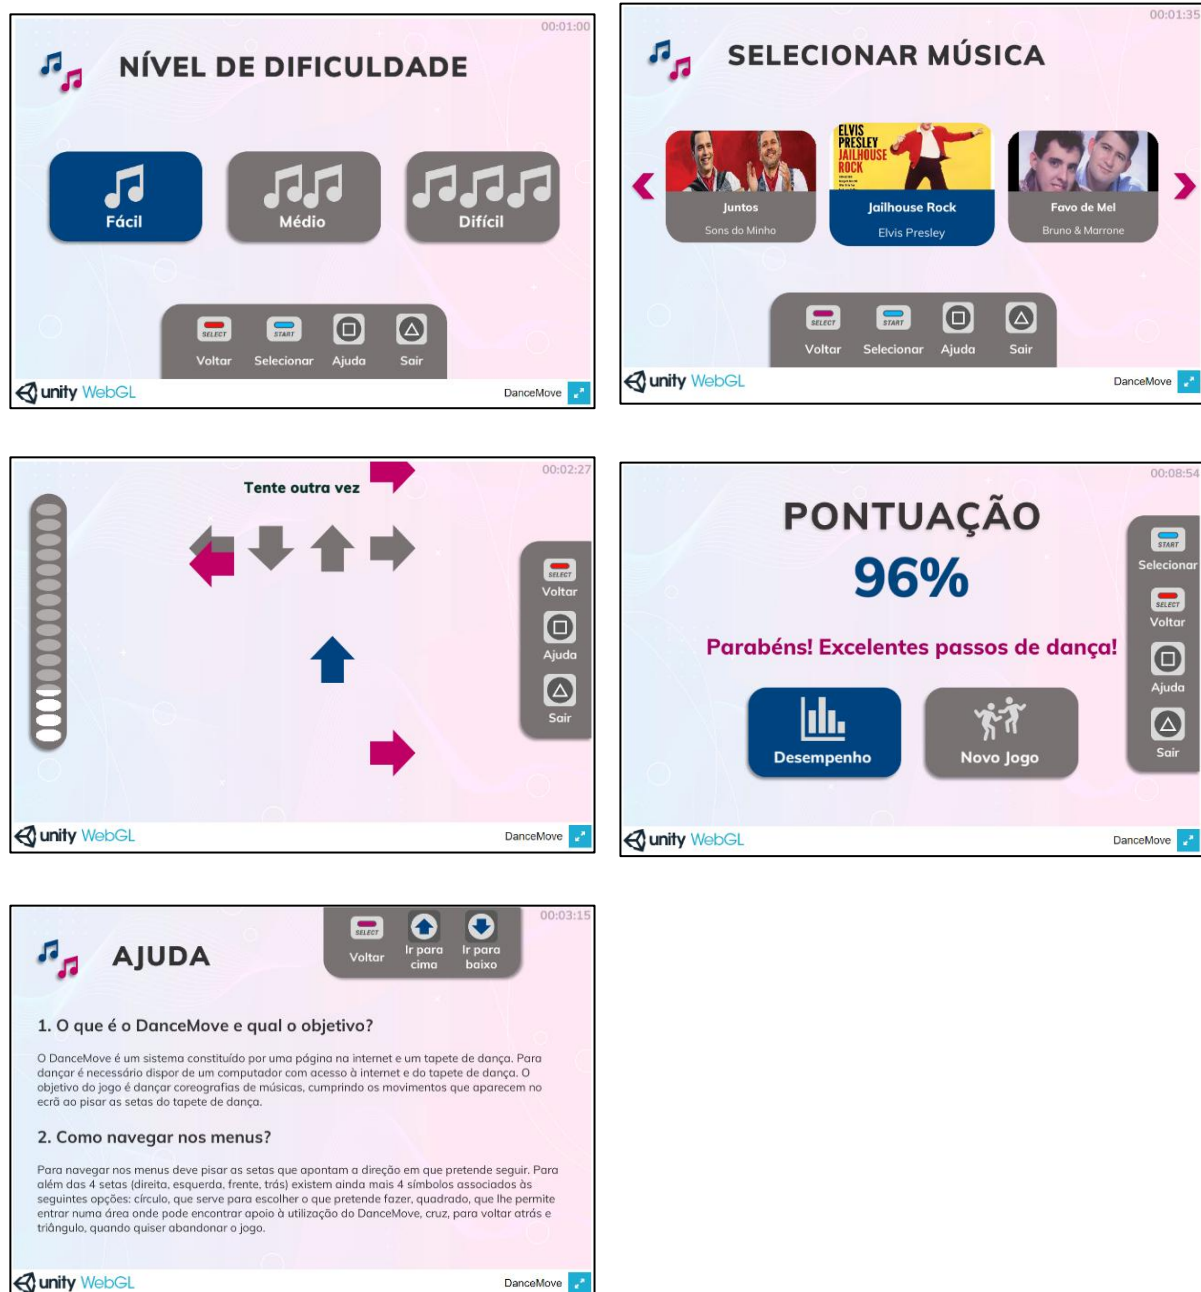 00:01:00
NÍVEL DE DIFICULDADE
Fácil
Médio
Difícil
SELECT
START
Voltar
Selecionar
Ajuda
Sair
unity WebGL
DanceMove
00:01:35
SELECIONAR MÚSICA
ELVIS
PRESLEY
JAILHOUSE
ROCK
Juntos
Sons do Minho
Jailhouse Rock
Elvis Presley
Favo de Mel
Bruno & Marrone
SELECT
START
Voltar
Selecionar
Ajuda
Sair
unity WebGL
DanceMove
00:02:27
Tente outra vez
SELECT
Voltar
Ajuda
Sair
unity WebGL
DanceMove
00:08:54
PONTUAÇÃO
96%
Parabéns! Excelentes passos de dança!
Desempenho
Novo Jogo
START
Selecionar
SELECT
Voltar
Ajuda
Sair
unity WebGL
DanceMove
00:03:15
AJUDA
SELECT
Voltar
Ir para
cima
Ir para
baixo
1. O que é o DanceMove e qual o objetivo?
O DanceMove é um sistema constituído por uma página na internet e um tapete de dança. Para
dançar é necessário dispor de um computador com acesso à internet e do tapete de dança. O
objetivo do jogo é dançar coreografias de músicas, cumprindo os movimentos que aparecem no
ecrã ao pisar as setas do tapete de dança.
2. Como navegar nos menus?
Para navegar nos menus deve pisar as setas que apontam a direção em que pretende seguir. Para
além das 4 setas (direita, esquerda, frente, trás) existem ainda mais 4 símbolos associados às
seguintes opções: círculo, que serve para escolher o que pretende fazer, quadrado, que lhe permite
entrar numa área onde pode encontrar apoio à utilização do DanceMove, cruz, para voltar atrás e
triângulo, quando quiser abandonar o jogo.
unity WebGL
DanceMove